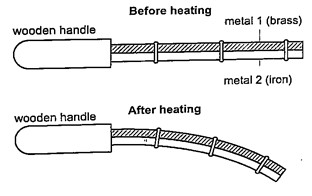 Before heating
metal 1 (brass)
wooden handle
metal 2 (iron)
After heating
wooden handle